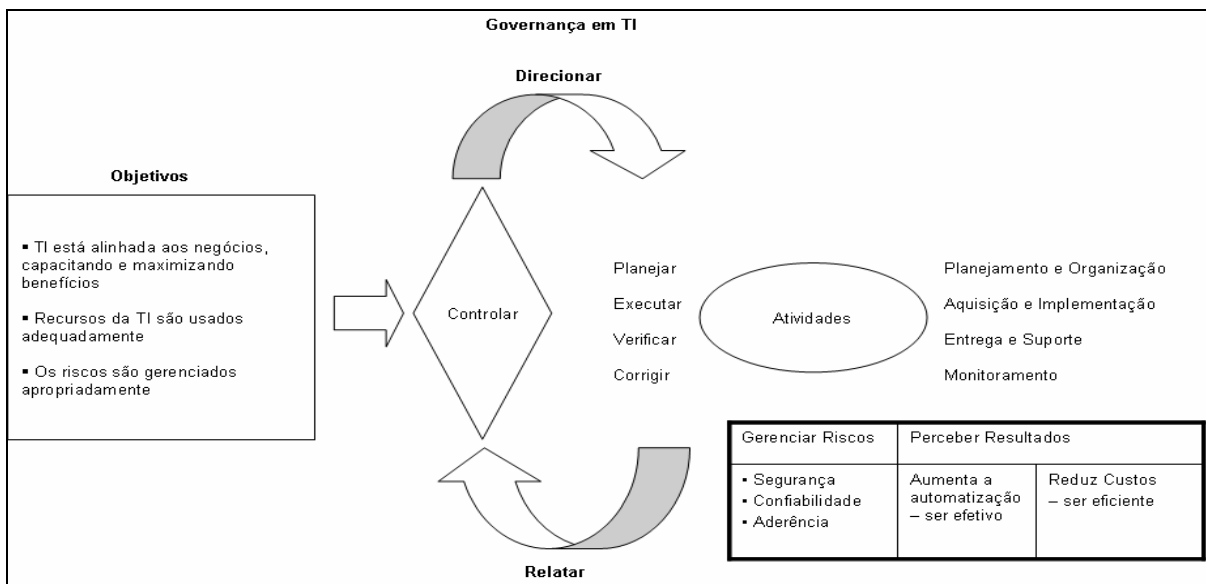 Governança em TI
Direcionar
Objetivos
▪ TI está alinhada aos negócios,
capacitando e maximizando
benefícios
▪ Recursos da TI são usados
adequadamente
▪ Os riscos são gerenciados
apropriadamente
Controlar
Planejar
Executar
Verificar
Corrigir
Atividades
Planejamento e Organização
Aquisição e Implementação
Entrega e Suporte
Monitoramento
Gerenciar Riscos
▪ Segurança
▪ Confiabilidade
▪ Aderência
Perceber Resultados
Aumenta a
automatização
– ser efetivo
Reduz Custos
– ser eficiente
Relatar